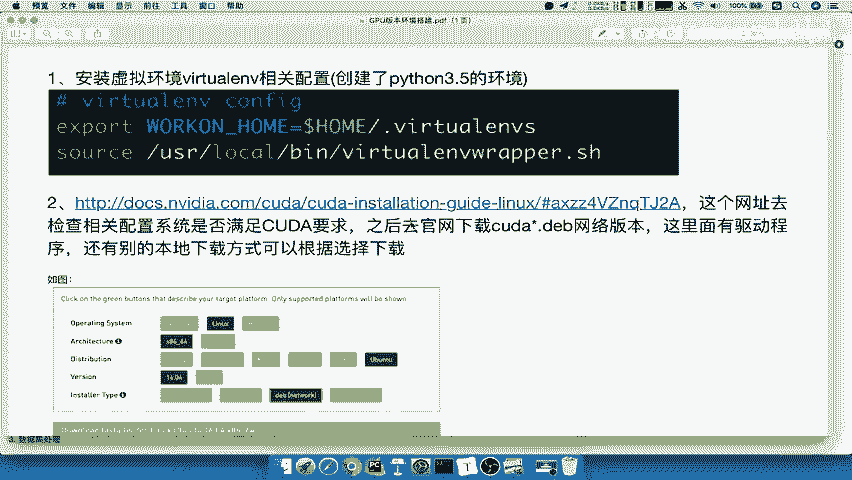 预览 文件 编辑 显示 前往 工具 窗口 帮助
100%
GPU版本环境搭建.pdf (1 页)
1、安装虚拟环境virtualenv相关配置(创建了python3.5的环境)
# virtualenv config
export WORKON_HOME=$HOME/.virtualenvs
source /usr/local/bin/virtualenvwrapper.sh
2、http://docs.nvidia.com/cuda/cuda-installation-guide-linux/#axzz4VZnqTJ2A，这个网址去
检查相关配置系统是否满足CUDA要求，之后去官网下载cuda*.deb网络版本，这里面有驱动程
序，还有别的本地下载方式可以根据选择下载
如图：
Click on the green buttons that describe your target platform. Only supported platforms will be shown.
Operating System Linux
Architecture x86_64
Distribution Ubuntu
Version
Installer Type deb (network)